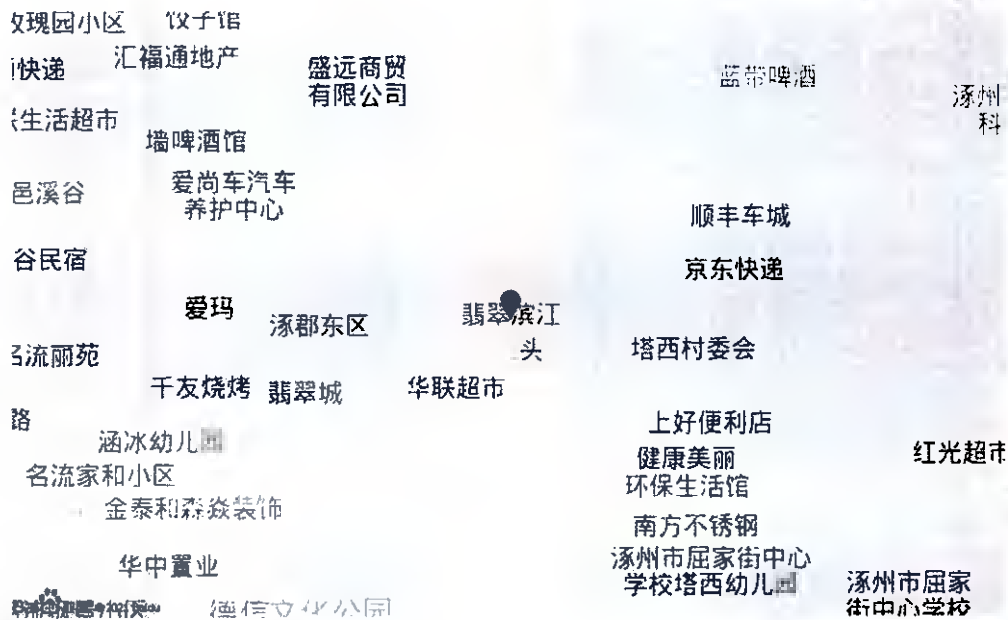 玫瑰园小区
饺子馆
汇福通地产
快递
盛远商贸
有限公司
蓝带啤酒
涿州
科
生活超市
墙啤酒馆
邑溪谷
爱尚车汽车
养护中心
顺丰车城
谷民宿
京东快递
爱玛
涿郡东区
翡翠滨江
头
名流丽苑
塔西村委会
千友烧烤
翡翠城
华联超市
路
上好便利店
涵冰幼儿园
健康美丽
环保生活馆
红光超市
名流家和小区
金泰和森焱装饰
南方不锈钢
涿州市屈家街中心
学校塔西幼儿园
华中置业
涿州市屈家
街中心学校
德信文化公园